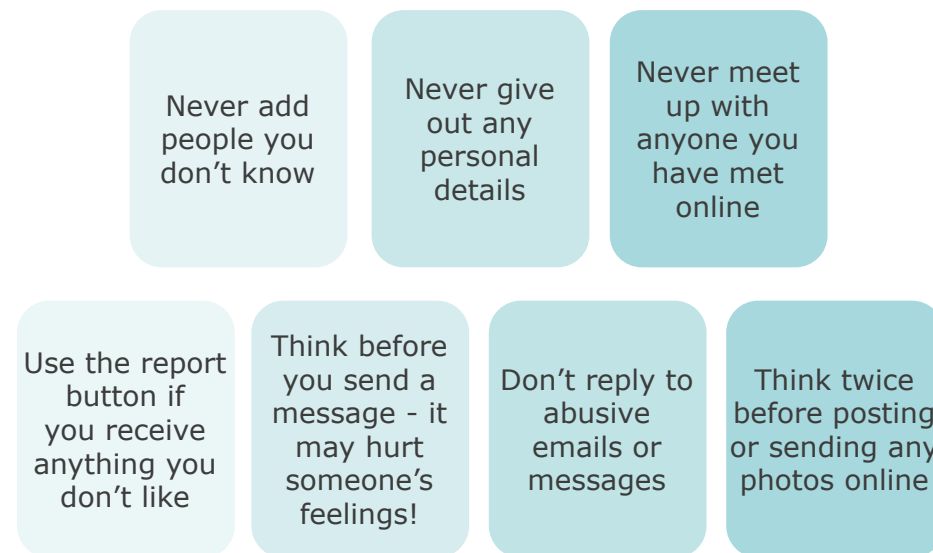 Never add
people you
don’t know
Never give
out any
personal
details
Never meet
up with
anyone you
have met
online
Use the report
button if
you receive
anything you
don’t like
Think before
you send a
message - it
may hurt
someone’s
feelings!
Don’t reply to
abusive
emails or
messages
Think twice
before posting
or sending any
photos online